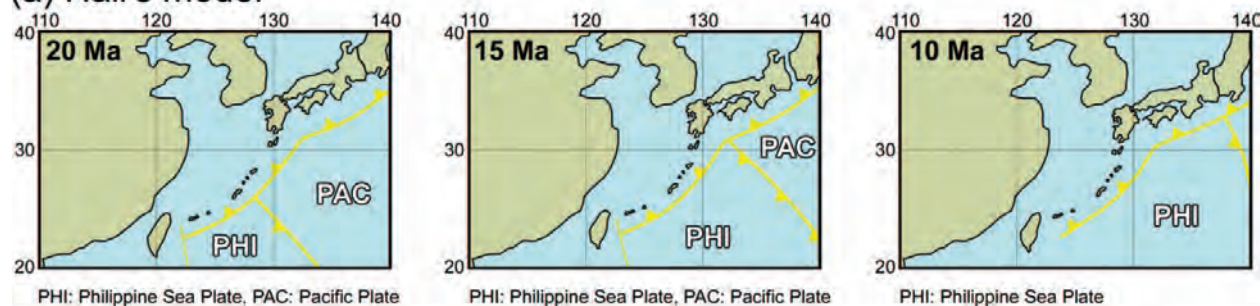 (a) Hall's model
110 120 130 140
40
20 Ma
30
PAC
PHI
20
PHI: Philippine Sea Plate, PAC: Pacific Plate
110 120 130 140
40
15 Ma
PAC
30
PHI
20
PHI: Philippine Sea Plate, PAC: Pacific Plate
110 120 130 140
40
10 Ma
30
PHI
20
PHI: Philippine Sea Plate